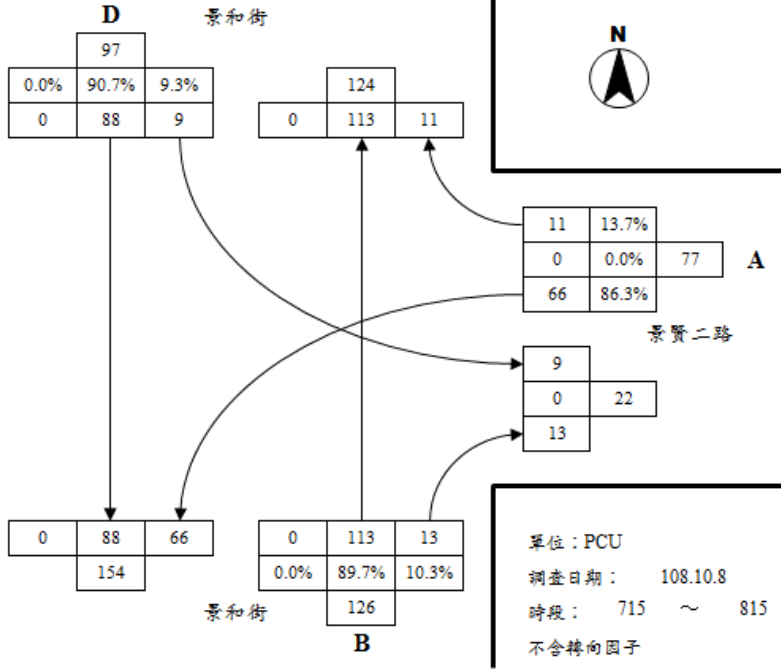 D
景和街
97
0.0% 90.7% 9.3%
0 88 9
124
0 113 11
N
11 13.7%
0 0.0% 77
66 86.3%
A
景賢二路
9
0 22
13
0 88 66
154
0 113 13
0.0% 89.7% 10.3%
126
景和街
B
單位：PCU
調查日期： 108.10.8
時段： 715 ～ 815
不含轉向因子